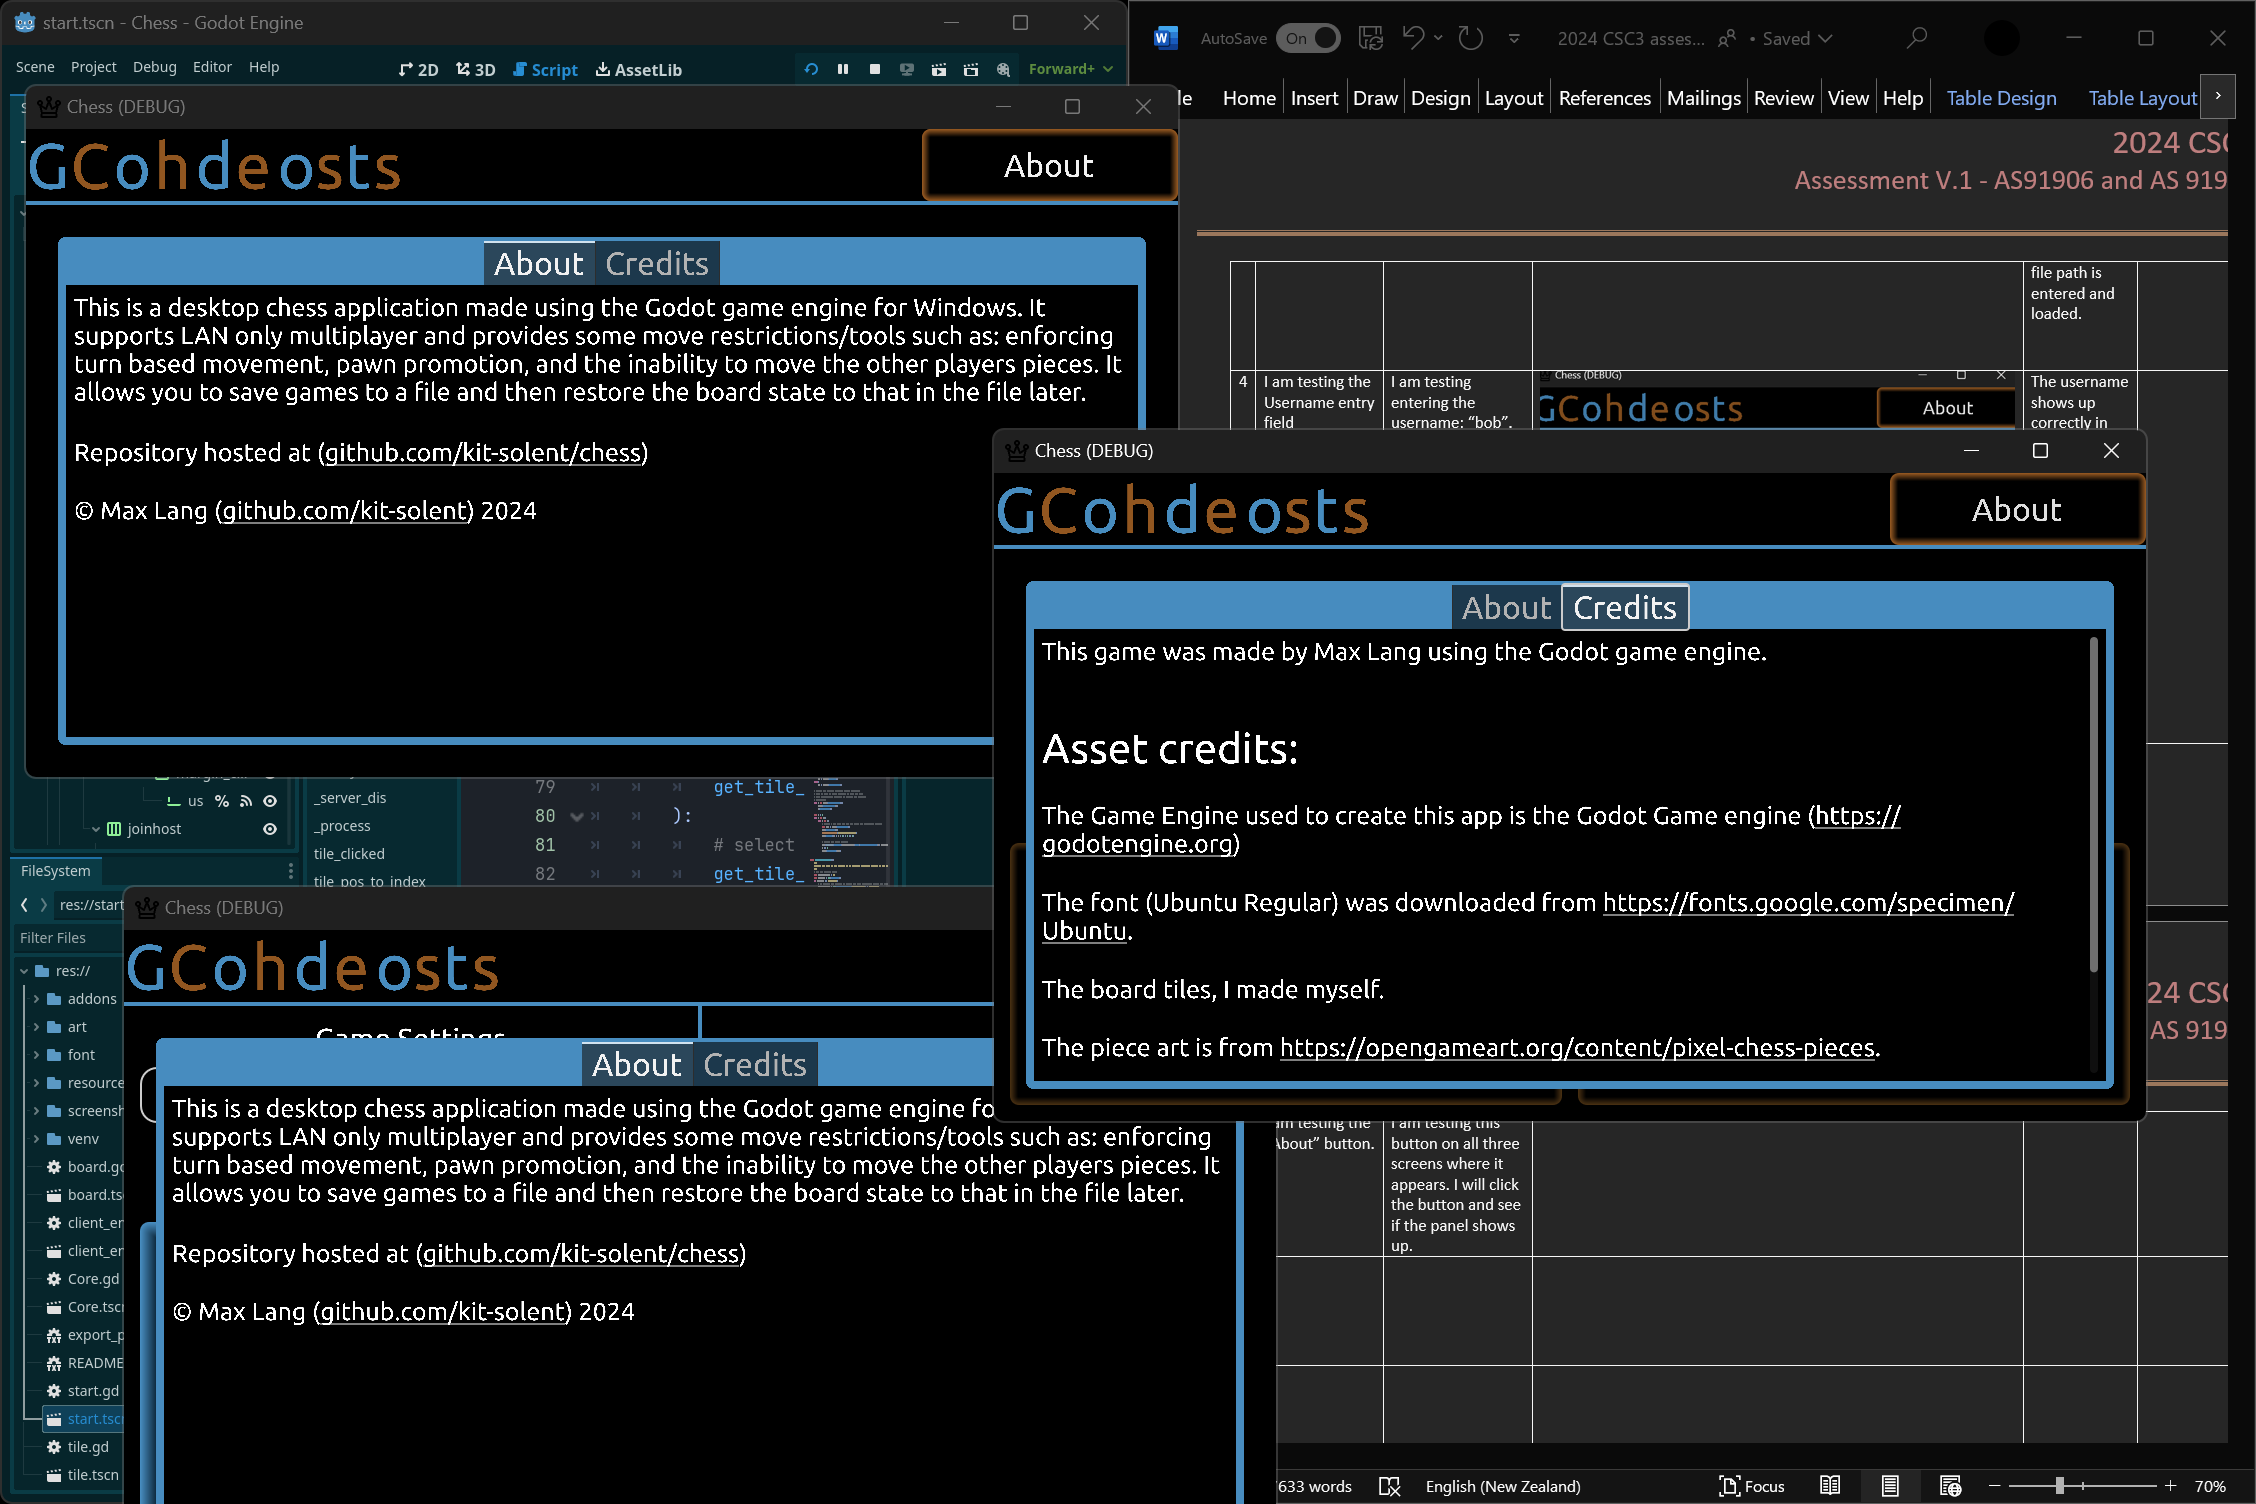 start.tscn - Chess - Godot Engine
Scene Project Debug Editor Help
2D 3D Script AssetLib
Forward+
Chess (DEBUG)
GCohdeosts
About
About Credits
This is a desktop chess application made using the Godot game engine for Windows. It
supports LAN only multiplayer and provides some move restrictions/tools such as: enforcing
turn based movement, pawn promotion, and the inability to move the other players pieces. It
allows you to save games to a file and then restore the board state to that in the file later.
Repository hosted at (github.com/kit-solent/chess)
© Max Lang (github.com/kit-solent) 2024
us %
joinhost
_server_dis
_process
tile_clicked
tile_pos_to_index
79 get_tile_
80 ):
81 # select
82 get_tile_
FileSystem
res://start
Filter Files
res://
addons
art
font
resource
screensh
venv
board.gd
board.tsc
client_er
client_er
Core.gd
Core.tscn
export_p
README
start.gd
start.tscn
tile.gd
tile.tscn
Chess (DEBUG)
GCohdeosts
Game Settings
About Credits
This is a desktop chess application made using the Godot game engine fo
supports LAN only multiplayer and provides some move restrictions/tools such as: enforcing
turn based movement, pawn promotion, and the inability to move the other players pieces. It
allows you to save games to a file and then restore the board state to that in the file later.
Repository hosted at (github.com/kit-solent/chess)
© Max Lang (github.com/kit-solent) 2024
AutoSave On 2024 CSC3 asses... • Saved
le Home Insert Draw Design Layout References Mailings Review View Help Table Design Table Layout
2024 CSC
Assessment V.1 - AS91906 and AS 919
file path is
entered and
loaded.
4
I am testing the
Username entry
field
I am testing
entering the
username: “bob”.
Chess (DEBUG)
GCohdeosts
About
The username
shows up
correctly in
Chess (DEBUG)
GCohdeosts
About
About Credits
This game was made by Max Lang using the Godot game engine.
Asset credits:
The Game Engine used to create this app is the Godot Game engine (https://
godotengine.org)
The font (Ubuntu Regular) was downloaded from https://fonts.google.com/specimen/
Ubuntu.
The board tiles, I made myself.
The piece art is from https://opengameart.org/content/pixel-chess-pieces.
24 CSC
AS 919
am testing the
About” button.
I am testing this
button on all three
screens where it
appears. I will click
the button and see
if the panel shows
up.
7633 words English (New Zealand) Focus 70%